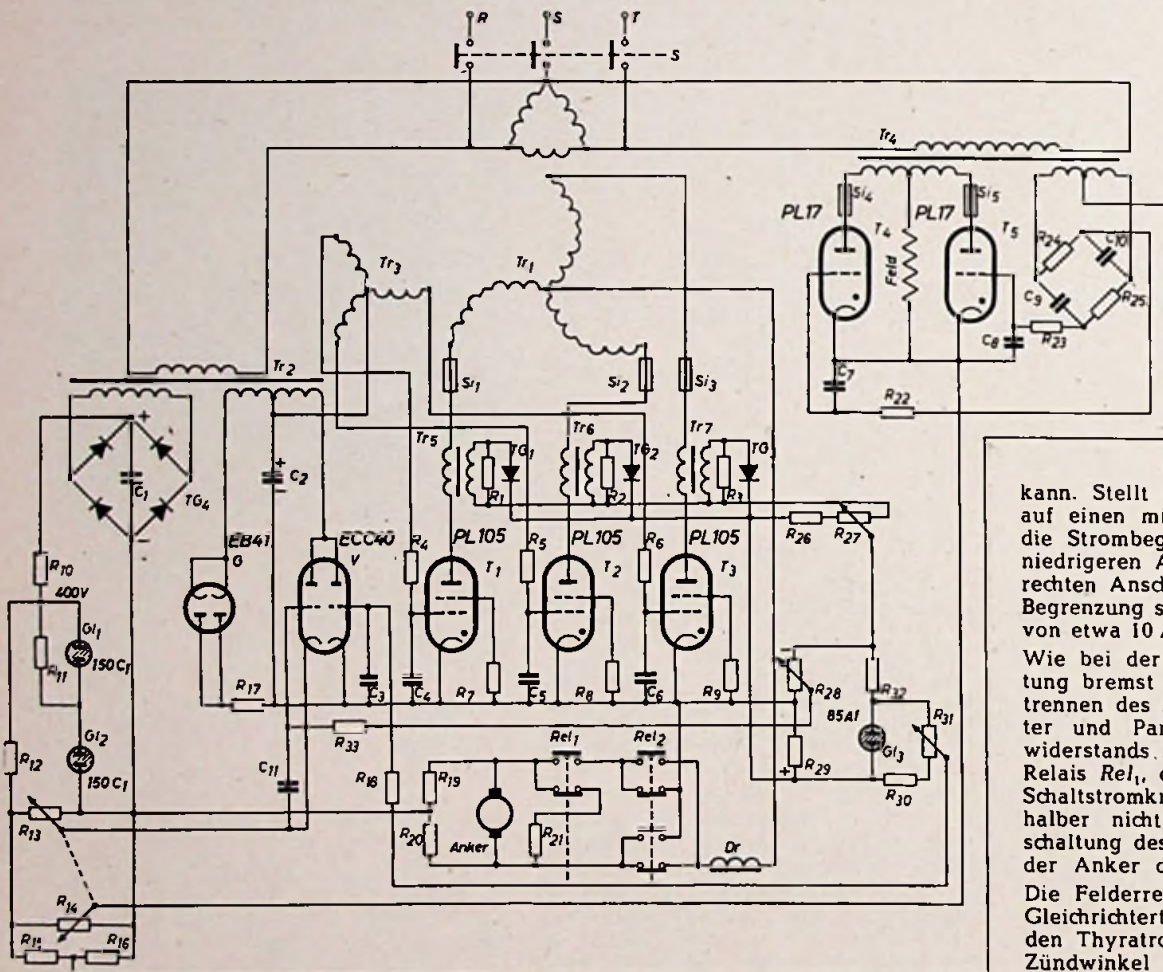 R S T
S
Tr4
Si4 Si5
PL17 PL17
T4 T5
Feld
R24 C10
C9 R25
C8 R23
C7
R22
Tr3 Tr1
Tr2
Si1 Si2 Si3
Tr5 Tr6 Tr7
TG1 TG2
R1 R2 R3
+
C1
-
TG4
+
C2
-
EB41
G
ECC40
V
R4 PL105 R5 PL105 R6 PL105
T1 T2 T3
R26 R27
R10
400V
R11
Gl1
150C1
Gl2
150C1
R12
R13
R14
R16
R17
C3 C4 R7 C5 R8 C6 R9
R33
C11
R18
R19
R20
Anker
R21
Rel1 Rel2
Dr
-
R28
R32
85A1
Gl3
R31
+
R29
R30
kann. Stellt
auf einen m
die Strombeg
niedrigeren A
rechten Ansc
Begrenzung s
von etwa 10 A
Wie bei der
tung bremst
trennen des
ter und Par
widerstands.
Relais Rel1,
Schaltstromk
halber nicht
schaltung des
der Anker
Die Felderre
Gleichrichter
den Thyratro
Zündwinkel